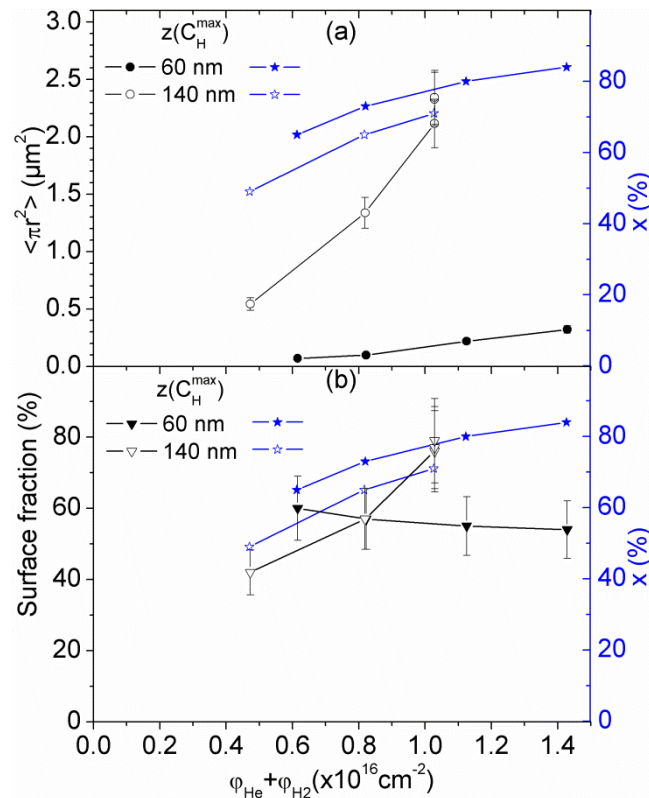 (a)
z(C_H^max)
60 nm
140 nm
3.0
2.5
2.0
1.5
1.0
0.5
0.0
<πr²> (µm²)
80
60
40
20
0
x (%)
(b)
z(C_H^max)
60 nm
140 nm
80
60
40
20
0
Surface fraction (%)
80
60
40
20
0
x (%)
0.0 0.2 0.4 0.6 0.8 1.0 1.2 1.4
φ_He+φ_H2(x10¹⁶cm⁻²)